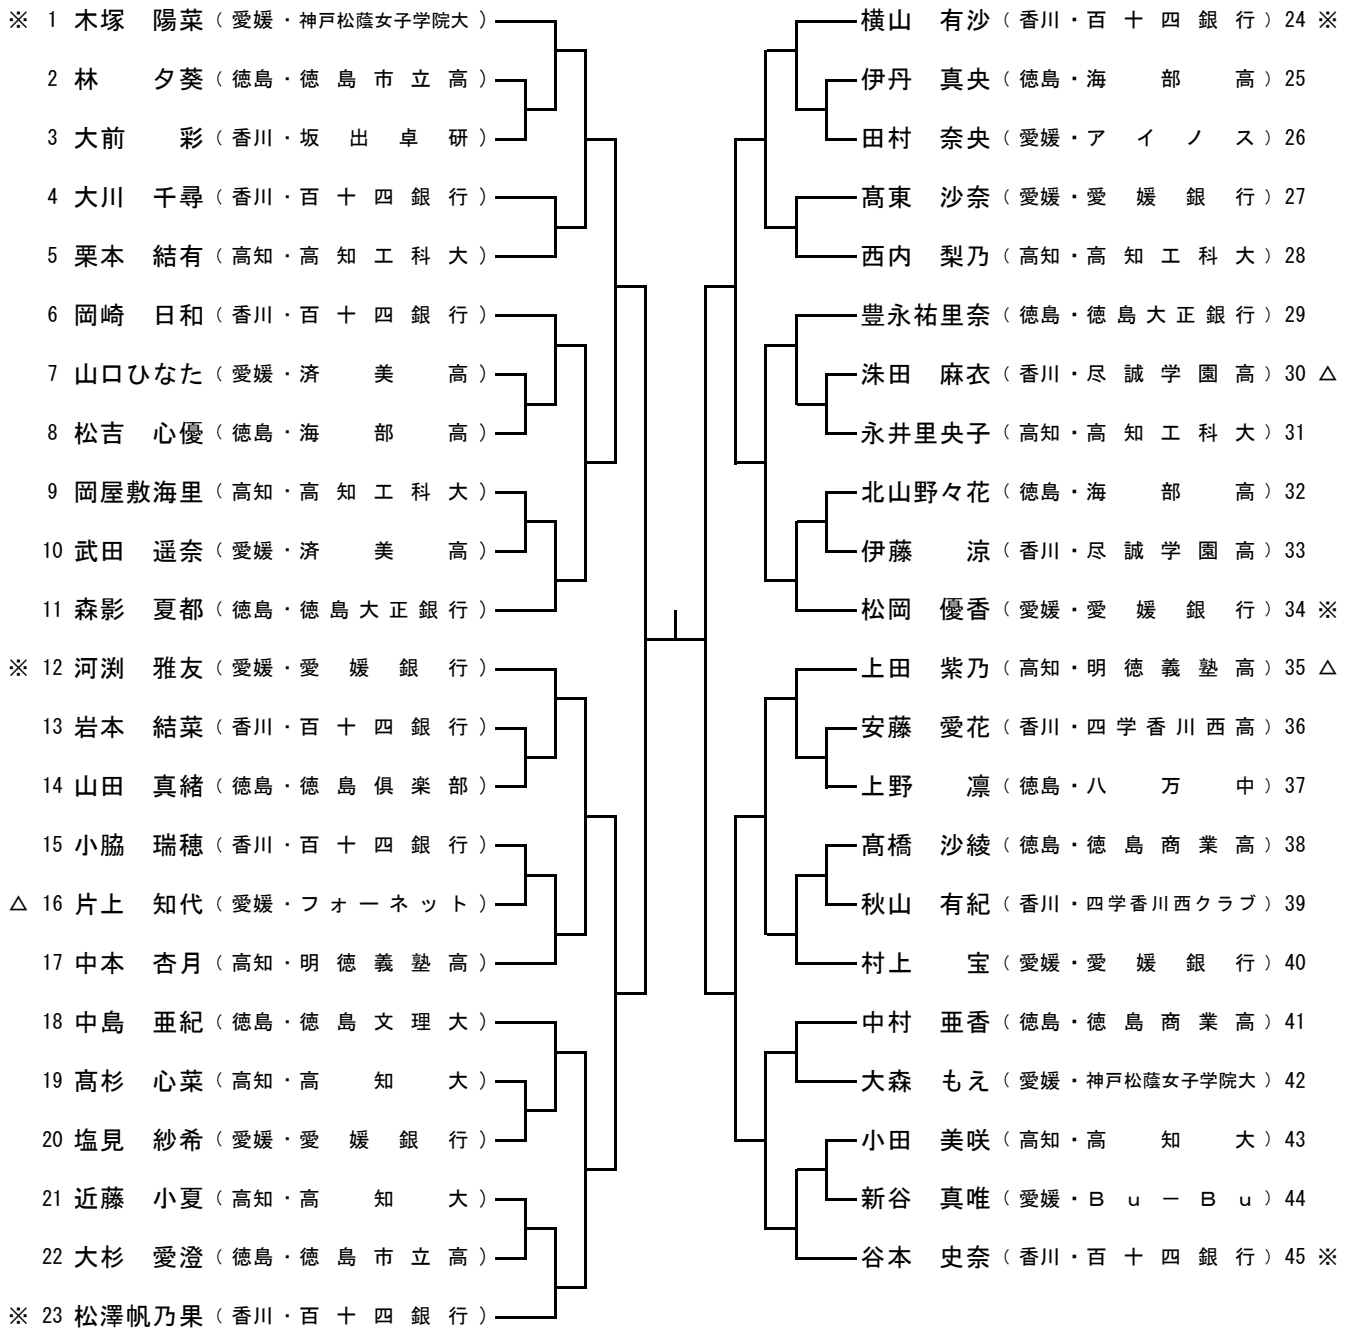 ※ 1 木塚 陽菜 （ 愛媛 ・ 神戸松蔭女子学院大 ）
2 林 夕葵 （ 徳島 ・ 徳島市立高 ）
3 大前 彩 （ 香川 ・ 坂出卓研 ）
4 大川 千尋 （ 香川 ・ 百十四銀行 ）
5 栗本 結有 （ 高知 ・ 高知工科大 ）
6 岡崎 日和 （ 香川 ・ 百十四銀行 ）
7 山口ひなた （ 愛媛 ・ 済美高 ）
8 松吉 心優 （ 徳島 ・ 海部高 ）
9 岡屋敷海里 （ 高知 ・ 高知工科大 ）
10 武田 遥奈 （ 愛媛 ・ 済美高 ）
11 森影 夏都 （ 徳島 ・ 徳島大正銀行 ）
※ 12 河渕 雅友 （ 愛媛 ・ 愛媛銀行 ）
13 岩本 結菜 （ 香川 ・ 百十四銀行 ）
14 山田 真緒 （ 徳島 ・ 徳島倶楽部 ）
15 小脇 瑞穂 （ 香川 ・ 百十四銀行 ）
△ 16 片上 知代 （ 愛媛 ・ フォーネット ）
17 中本 杏月 （ 高知 ・ 明徳義塾高 ）
18 中島 亜紀 （ 徳島 ・ 徳島文理大 ）
19 髙杉 心菜 （ 高知 ・ 高知大 ）
20 塩見 紗希 （ 愛媛 ・ 愛媛銀行 ）
21 近藤 小夏 （ 高知 ・ 高知大 ）
22 大杉 愛澄 （ 徳島 ・ 徳島市立高 ）
※ 23 松澤帆乃果 （ 香川 ・ 百十四銀行 ）
横山 有沙 （ 香川 ・ 百十四銀行 ） 24 ※
伊丹 真央 （ 徳島 ・ 海部高 ） 25
田村 奈央 （ 愛媛 ・ アイノス ） 26
髙東 沙奈 （ 愛媛 ・ 愛媛銀行 ） 27
西内 梨乃 （ 高知 ・ 高知工科大 ） 28
豊永祐里奈 （ 徳島 ・ 徳島大正銀行 ） 29
洙田 麻衣 （ 香川 ・ 尽誠学園高 ） 30 △
永井里央子 （ 高知 ・ 高知工科大 ） 31
北山野々花 （ 徳島 ・ 海部高 ） 32
伊藤 涼 （ 香川 ・ 尽誠学園高 ） 33
松岡 優香 （ 愛媛 ・ 愛媛銀行 ） 34 ※
上田 紫乃 （ 高知 ・ 明徳義塾高 ） 35 △
安藤 愛花 （ 香川 ・ 四学香川西高 ） 36
上野 凛 （ 徳島 ・ 八万中 ） 37
髙橋 沙綾 （ 徳島 ・ 徳島商業高 ） 38
秋山 有紀 （ 香川 ・ 四学香川西クラブ ） 39
村上 宝 （ 愛媛 ・ 愛媛銀行 ） 40
中村 亜香 （ 徳島 ・ 徳島商業高 ） 41
大森 もえ （ 愛媛 ・ 神戸松蔭女子学院大 ） 42
小田 美咲 （ 高知 ・ 高知大 ） 43
新谷 真唯 （ 愛媛 ・ Ｂｕ－Ｂｕ ） 44
谷本 史奈 （ 香川 ・ 百十四銀行 ） 45 ※